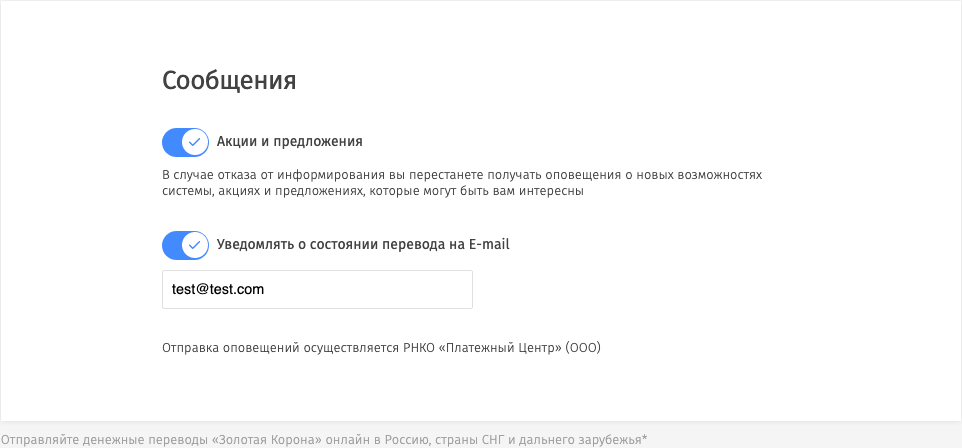 Сообщения
Акции и предложения
В случае отказа от информирования вы перестанете получать оповещения о новых возможностях
системы, акциях и предложениях, которые могут быть вам интересны
Уведомлять о состоянии перевода на E-mail
test@test.com
Отправка оповещений осуществляется РНКО «Платежный Центр» (ООО)
Отправляйте денежные переводы «Золотая Корона» онлайн в Россию, страны СНГ и дальнего зарубежья*